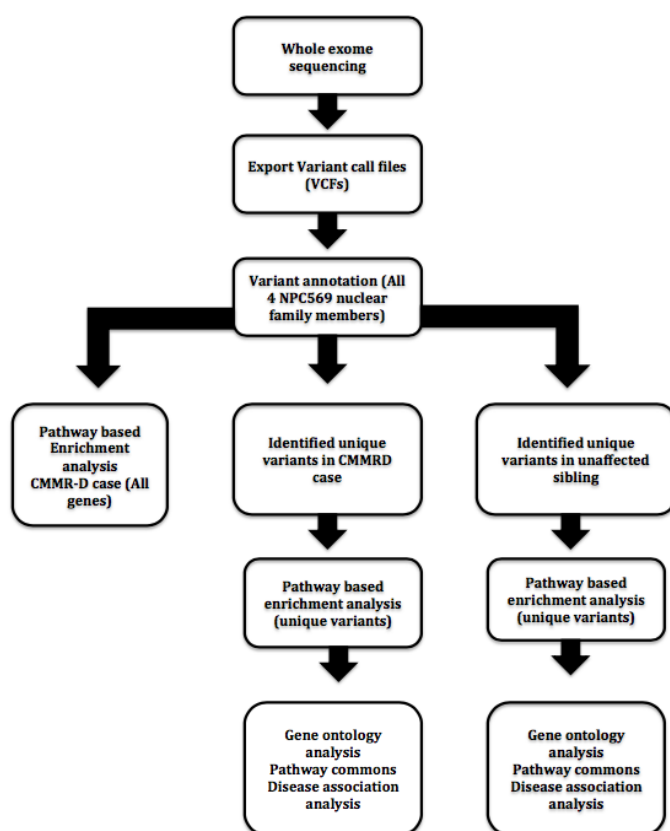 Whole exome
sequencing
Export Variant call files
(VCFs)
Variant annotation (All
4 NPC569 nuclear
family members)
Pathway based
Enrichment
analysis
CMMR-D case (All
genes)
Identified unique
variants in CMMRD
case
Identified unique
variants in unaffected
sibling
Pathway based
enrichment analysis
(unique variants)
Pathway based
enrichment analysis
(unique variants)
Gene ontology
analysis
Pathway commons
Disease association
analysis
Gene ontology
analysis
Pathway commons
Disease association
analysis